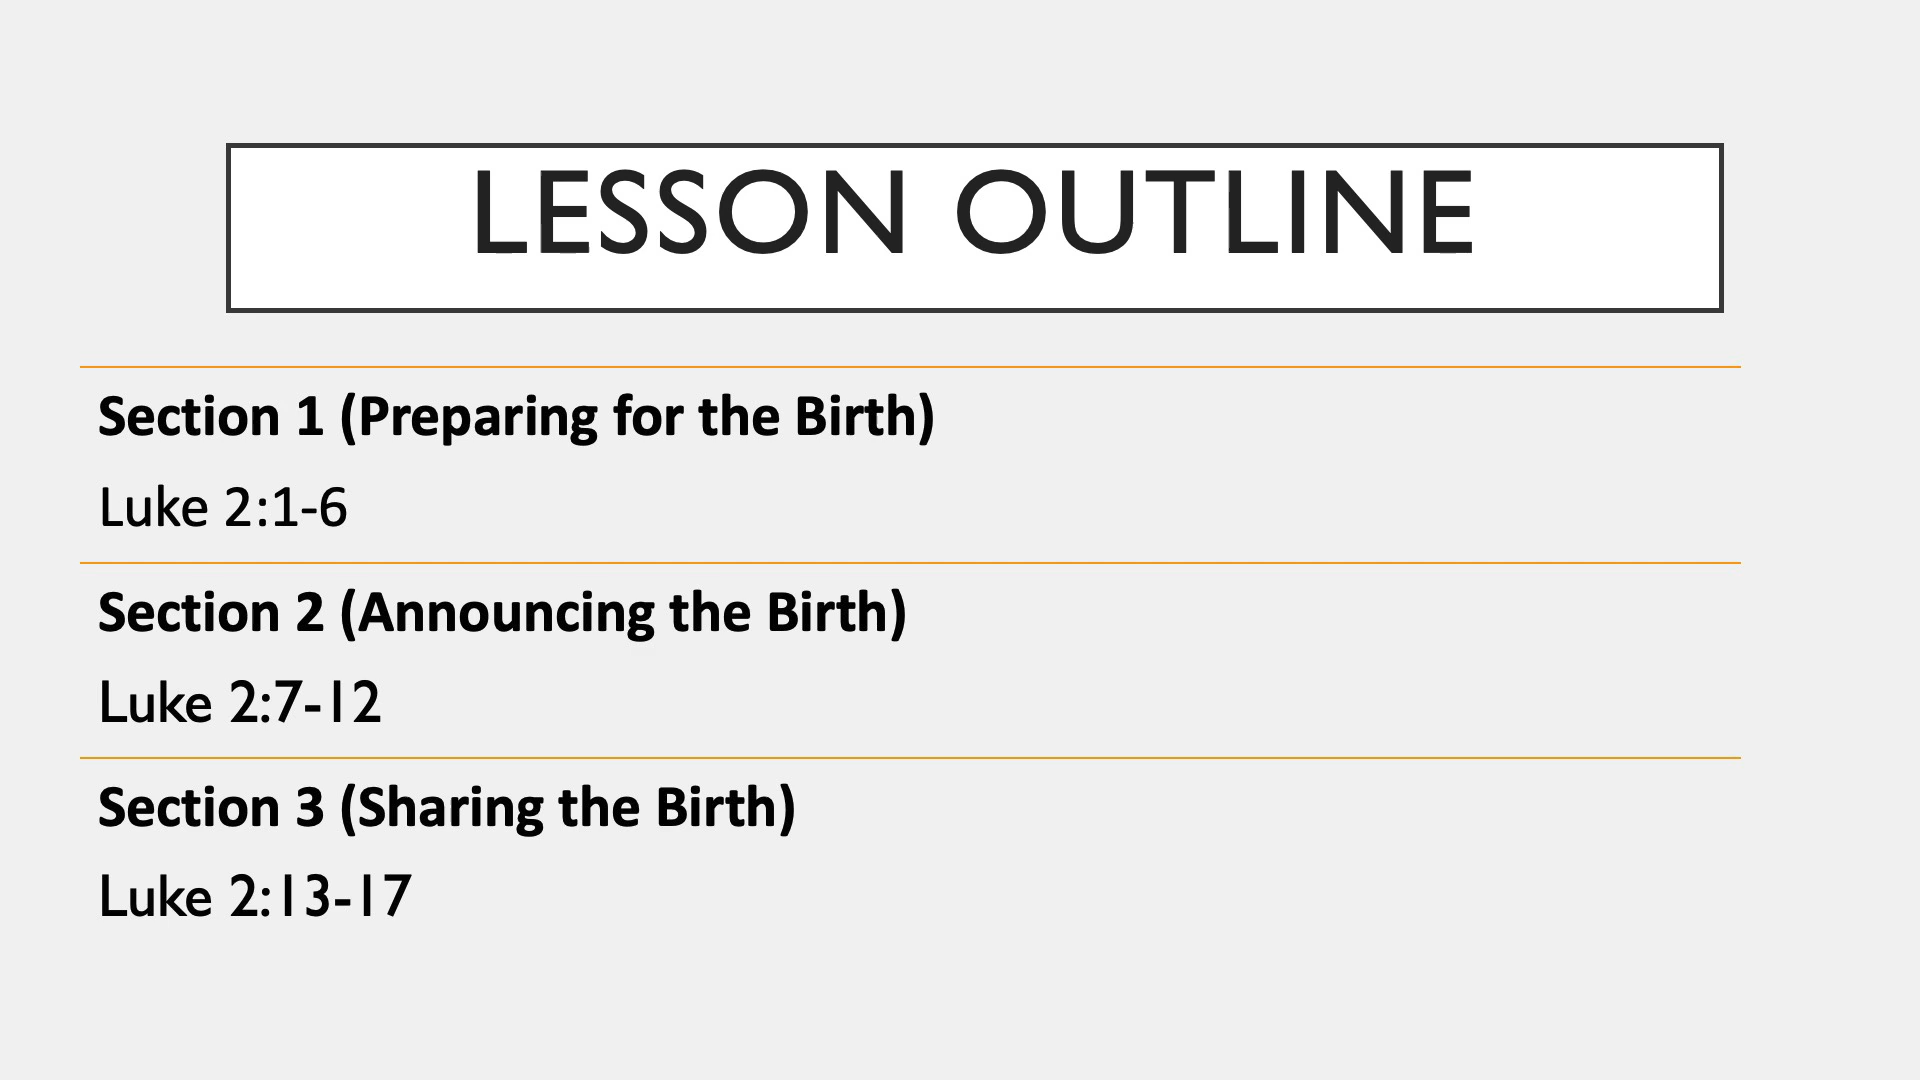 LESSON OUTLINE
Section 1 (Preparing for the Birth)
Luke 2:1-6
Section 2 (Announcing the Birth)
Luke 2:7-12
Section 3 (Sharing the Birth)
Luke 2:13-17